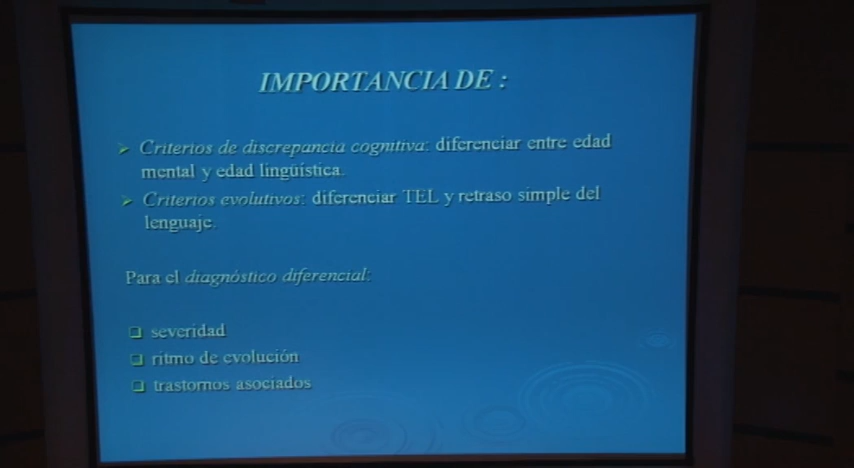 IMPORTANCIA DE :
➢ Criterios de discrepancia cognitiva: diferenciar entre edad
mental y edad lingüística.
➢ Criterios evolutivos: diferenciar TEL y retraso simple del
lenguaje.
Para el diagnóstico diferencial:
❑ severidad
❑ ritmo de evolución
❑ trastornos asociados